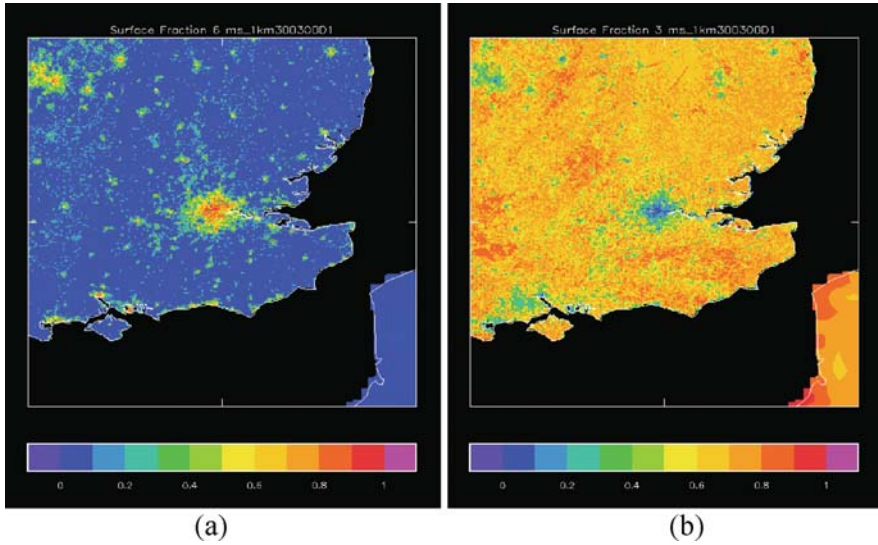 Surface Fraction 6 ms_1km300300D1
0 0.2 0.4 0.6 0.8 1
(a)
Surface Fraction 3 ms_1km300300D1
0 0.2 0.4 0.6 0.8 1
(b)